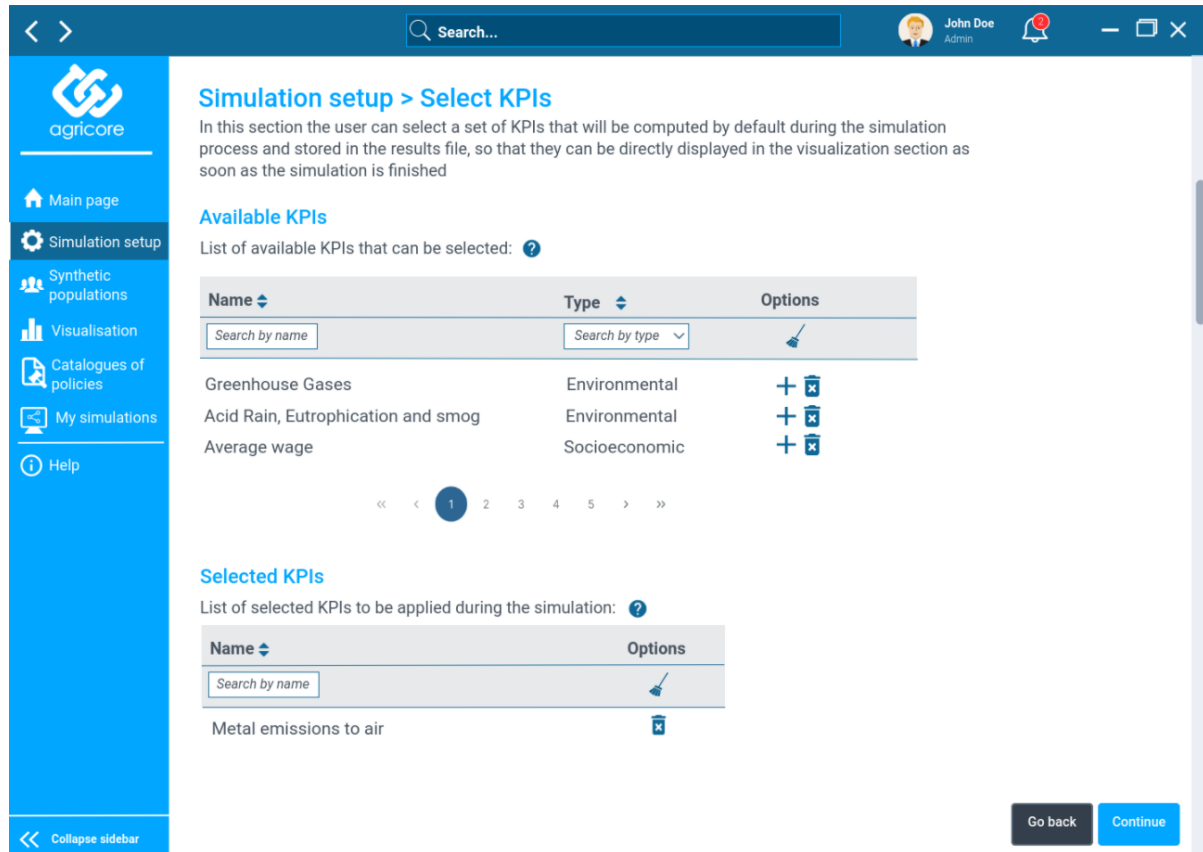 Search...
John Doe
Admin
2
agricore
Main page
Simulation setup
Synthetic
populations
Visualisation
Catalogues of
policies
My simulations
Help
Collapse sidebar
Simulation setup > Select KPIs
In this section the user can select a set of KPIs that will be computed by default during the simulation
process and stored in the results file, so that they can be directly displayed in the visualization section as
soon as the simulation is finished
Available KPIs
List of available KPIs that can be selected: ?
Name Type Options
Search by name Search by type
Greenhouse Gases Environmental
Acid Rain, Eutrophication and smog Environmental
Average wage Socioeconomic
« ‹ 1 2 3 4 5 › »
Selected KPIs
List of selected KPIs to be applied during the simulation: ?
Name Options
Search by name
Metal emissions to air
Go back Continue